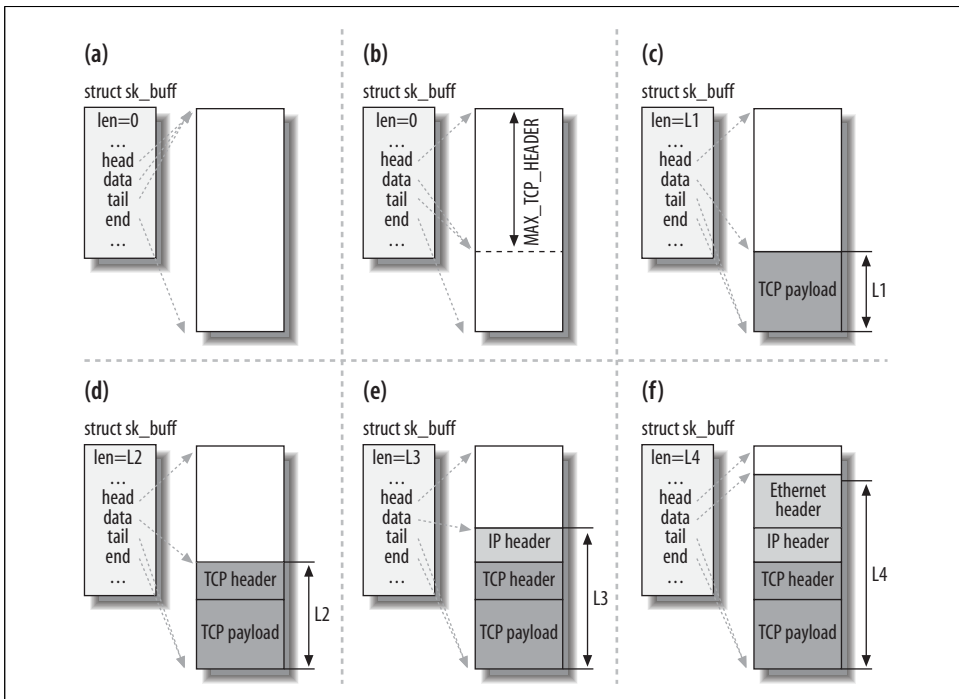 (a)
struct sk_buff
len=0
...
head
data
tail
end
...
(b)
struct sk_buff
len=0
...
head
data
tail
end
...
MAX_TCP_HEADER
(c)
struct sk_buff
len=L1
...
head
data
tail
end
...
TCP payload
L1
(d)
struct sk_buff
len=L2
...
head
data
tail
end
...
TCP header
TCP payload
L2
(e)
struct sk_buff
len=L3
...
head
data
tail
end
...
IP header
TCP header
TCP payload
L3
(f)
struct sk_buff
len=L4
...
head
data
tail
end
...
Ethernet
header
IP header
TCP header
TCP payload
L4